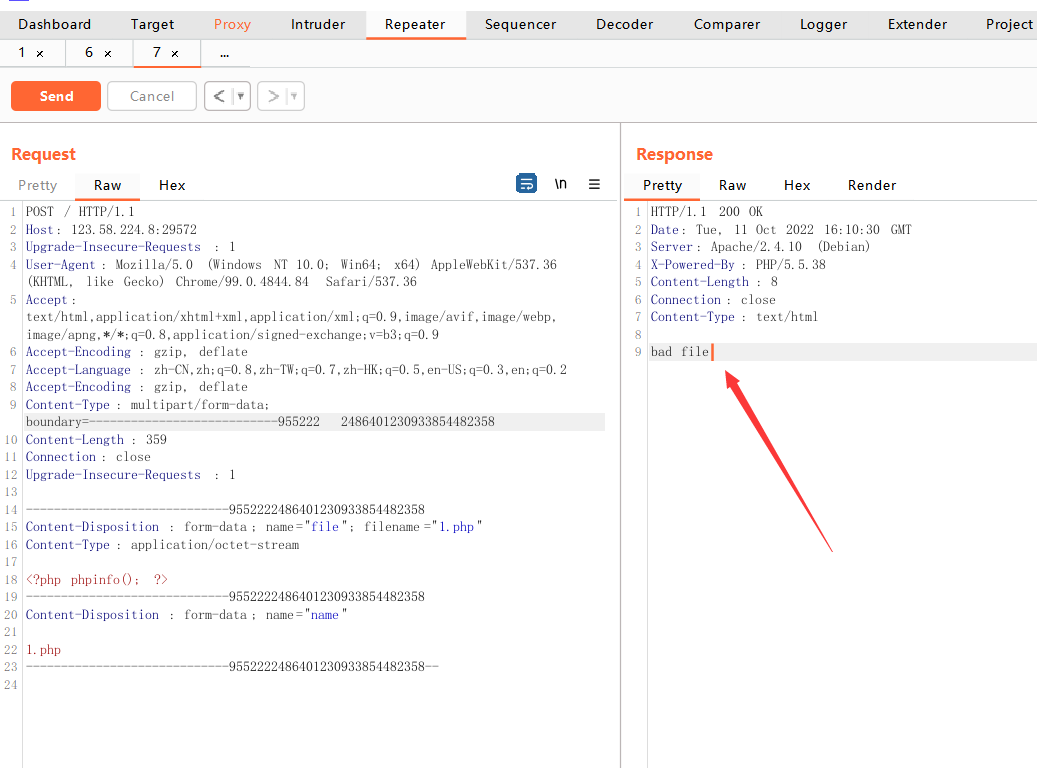 Dashboard Target Proxy Intruder Repeater Sequencer Decoder Comparer Logger Extender Project
1 × 6 × 7 × ...
Send Cancel < >
Request
Pretty Raw Hex \n
1 POST / HTTP/1.1
2 Host: 123.58.224.8:29572
3 Upgrade-Insecure-Requests : 1
4 User-Agent : Mozilla/5.0 (Windows NT 10.0; Win64; x64) AppleWebKit/537.36
(KHTML, like Gecko) Chrome/99.0.4844.84 Safari/537.36
5 Accept :
text/html,application/xhtml+xml,application/xml;q=0.9,image/avif,image/webp,
image/apng,*/*;q=0.8,application/signed-exchange;v=b3;q=0.9
6 Accept-Encoding : gzip, deflate
7 Accept-Language : zh-CN,zh;q=0.8,zh-TW;q=0.7,zh-HK;q=0.5,en-US;q=0.3,en;q=0.2
8 Accept-Encoding : gzip, deflate
9 Content-Type : multipart/form-data;
boundary=---------------------------955222 2486401230933854482358
10 Content-Length : 359
11 Connection : close
12 Upgrade-Insecure-Requests : 1
13
14 -----------------------------9552222486401230933854482358
15 Content-Disposition : form-data ; name="file"; filename="1.php"
16 Content-Type : application/octet-stream
17
18 <?php phpinfo(); ?>
19 -----------------------------9552222486401230933854482358
20 Content-Disposition : form-data ; name="name"
21
22 1.php
23 -----------------------------9552222486401230933854482358--
24
Response
Pretty Raw Hex Render
1 HTTP/1.1 200 OK
2 Date: Tue, 11 Oct 2022 16:10:30 GMT
3 Server: Apache/2.4.10 (Debian)
4 X-Powered-By : PHP/5.5.38
5 Content-Length : 8
6 Connection : close
7 Content-Type : text/html
8
9 bad file